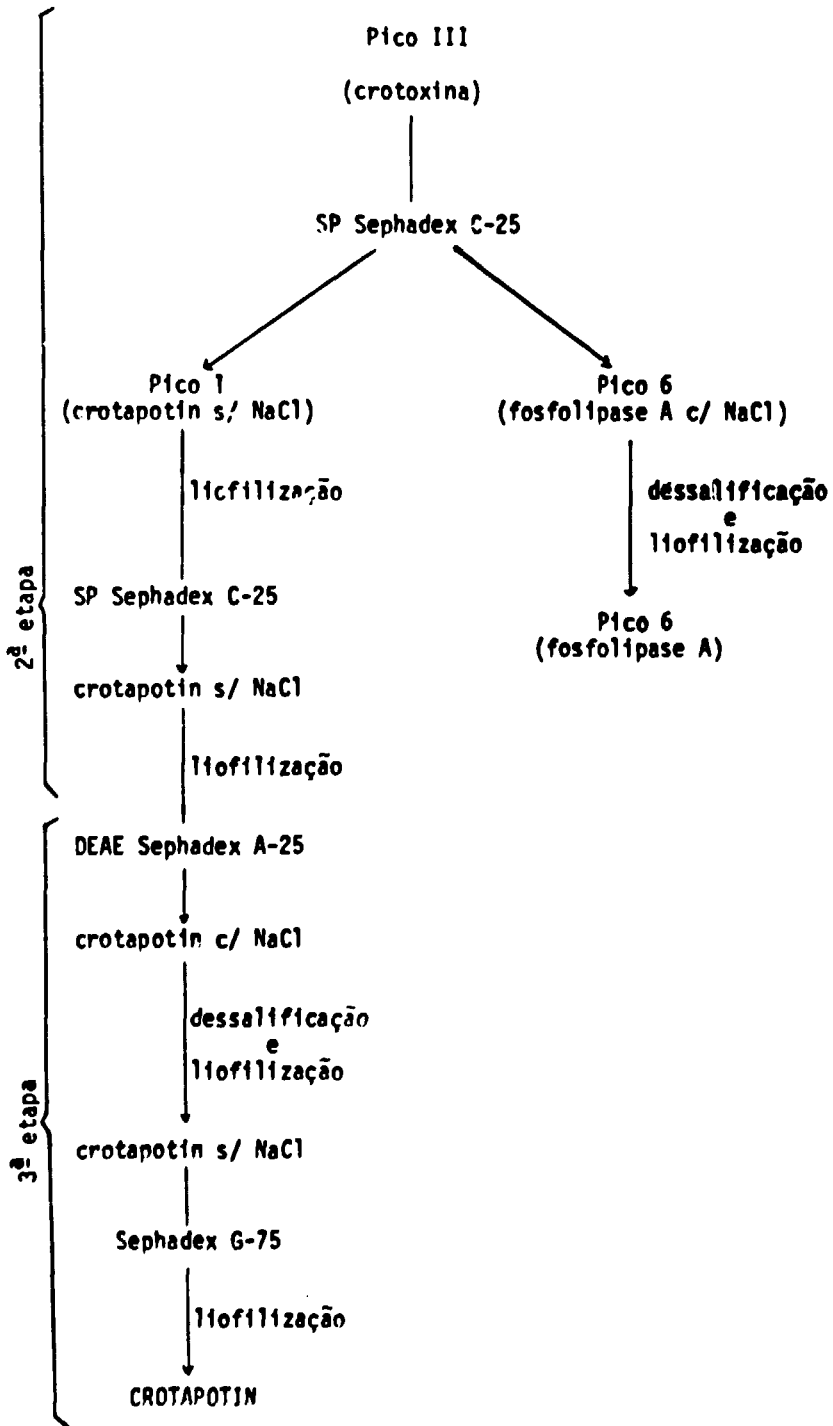 Pico III
(crotoxina)
SP Sephadex C-25
Pico 1
(crotapotin s/ NaCl)
Pico 6
(fosfolipase A c/ NaCl)
licfilização
dessalificação
e
liofilização
SP Sephadex C-25
Pico 6
(fosfolipase A)
crotapotin s/ NaCl
liofilização
2ª etapa
DEAE Sephadex A-25
crotapotin c/ NaCl
dessalificação
e
liofilização
crotapotin s/ NaCl
Sephadex G-75
liofilização
CROTAPOTIN
3ª etapa